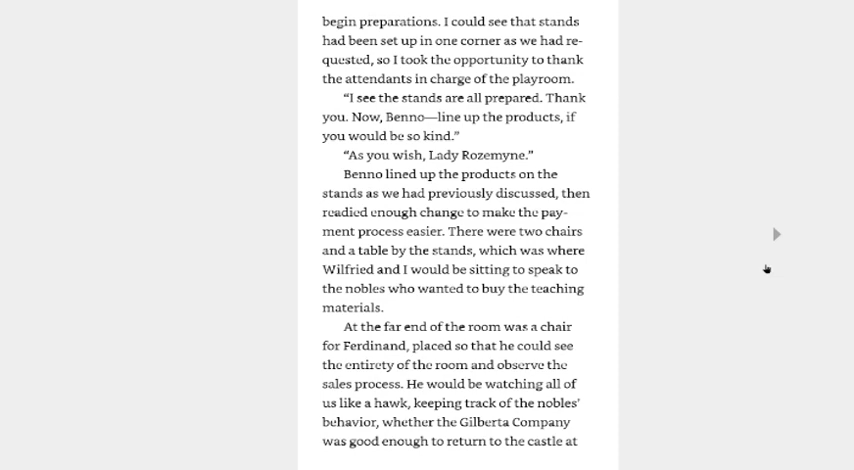 begin preparations. I could see that stands
had been set up in one corner as we had re-
quested, so I took the opportunity to thank
the attendants in charge of the playroom.
“I see the stands are all prepared. Thank
you. Now, Benno—line up the products, if
you would be so kind.”
“As you wish, Lady Rozemyne.”
Benno lined up the products on the
stands as we had previously discussed, then
readied enough change to make the pay-
ment process easier. There were two chairs
and a table by the stands, which was where
Wilfried and I would be sitting to speak to
the nobles who wanted to buy the teaching
materials.
At the far end of the room was a chair
for Ferdinand, placed so that he could see
the entirety of the room and observe the
sales process. He would be watching all of
us like a hawk, keeping track of the nobles’
behavior, whether the Gilberta Company
was good enough to return to the castle at